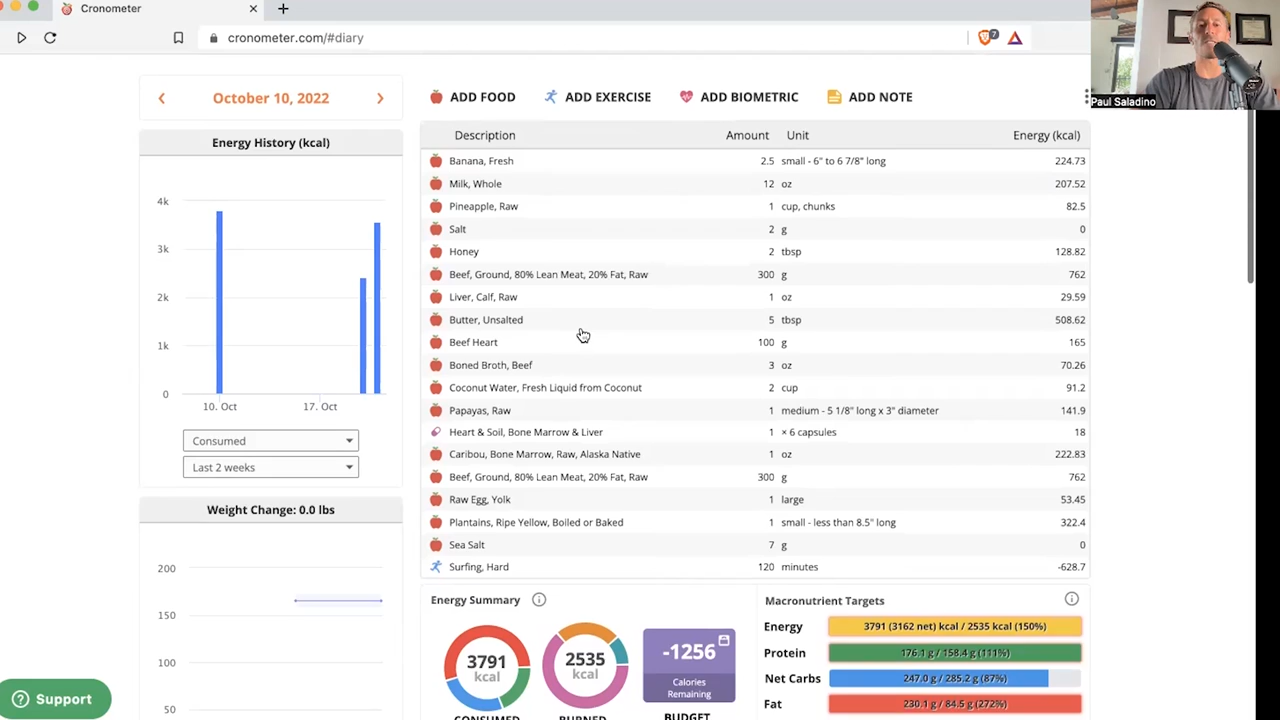 Cronometer
cronometer.com/#diary
7
Paul Saladino
October 10, 2022
ADD FOOD
ADD EXERCISE
ADD BIOMETRIC
ADD NOTE
Energy History (kcal)
4k
3k
2k
1k
0
10. Oct
17. Oct
Consumed
Last 2 weeks
Weight Change: 0.0 lbs
200
150
100
50
Support
Description Amount Unit Energy (kcal)
Banana, Fresh 2.5 small - 6" to 6 7/8" long 224.73
Milk, Whole 12 oz 207.52
Pineapple, Raw 1 cup, chunks 82.5
Salt 2 g 0
Honey 2 tbsp 128.82
Beef, Ground, 80% Lean Meat, 20% Fat, Raw 300 g 762
Liver, Calf, Raw 1 oz 29.59
Butter, Unsalted 5 tbsp 508.62
Beef Heart 100 g 165
Boned Broth, Beef 3 oz 70.26
Coconut Water, Fresh Liquid from Coconut 2 cup 91.2
Papayas, Raw 1 medium - 5 1/8" long x 3" diameter 141.9
Heart & Soil, Bone Marrow & Liver 1 × 6 capsules 18
Caribou, Bone Marrow, Raw, Alaska Native 1 oz 222.83
Beef, Ground, 80% Lean Meat, 20% Fat, Raw 300 g 762
Raw Egg, Yolk 1 large 53.45
Plantains, Ripe Yellow, Boiled or Baked 1 small - less than 8.5" long 322.4
Sea Salt 7 g 0
Surfing, Hard 120 minutes -628.7
Energy Summary
3791
kcal
CONSUMED
2535
kcal
BURNED
-1256
Calories
Remaining
BUDGET
Macronutrient Targets
Energy 3791 (3162 net) kcal / 2535 kcal (150%)
Protein 176.1 g / 158.4 g (111%)
Net Carbs 247.0 g / 285.2 g (87%)
Fat 230.1 g / 84.5 g (272%)